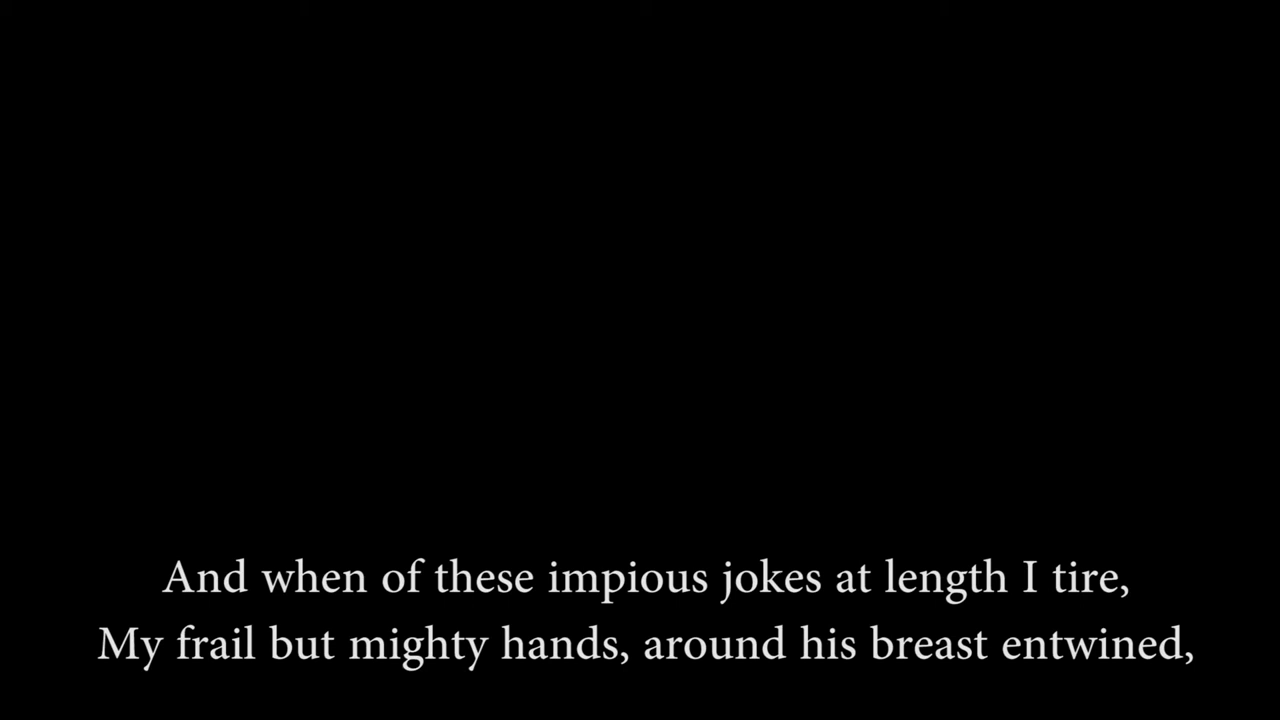 And when of these impious jokes at length I tire,
My frail but mighty hands, around his breast entwined,